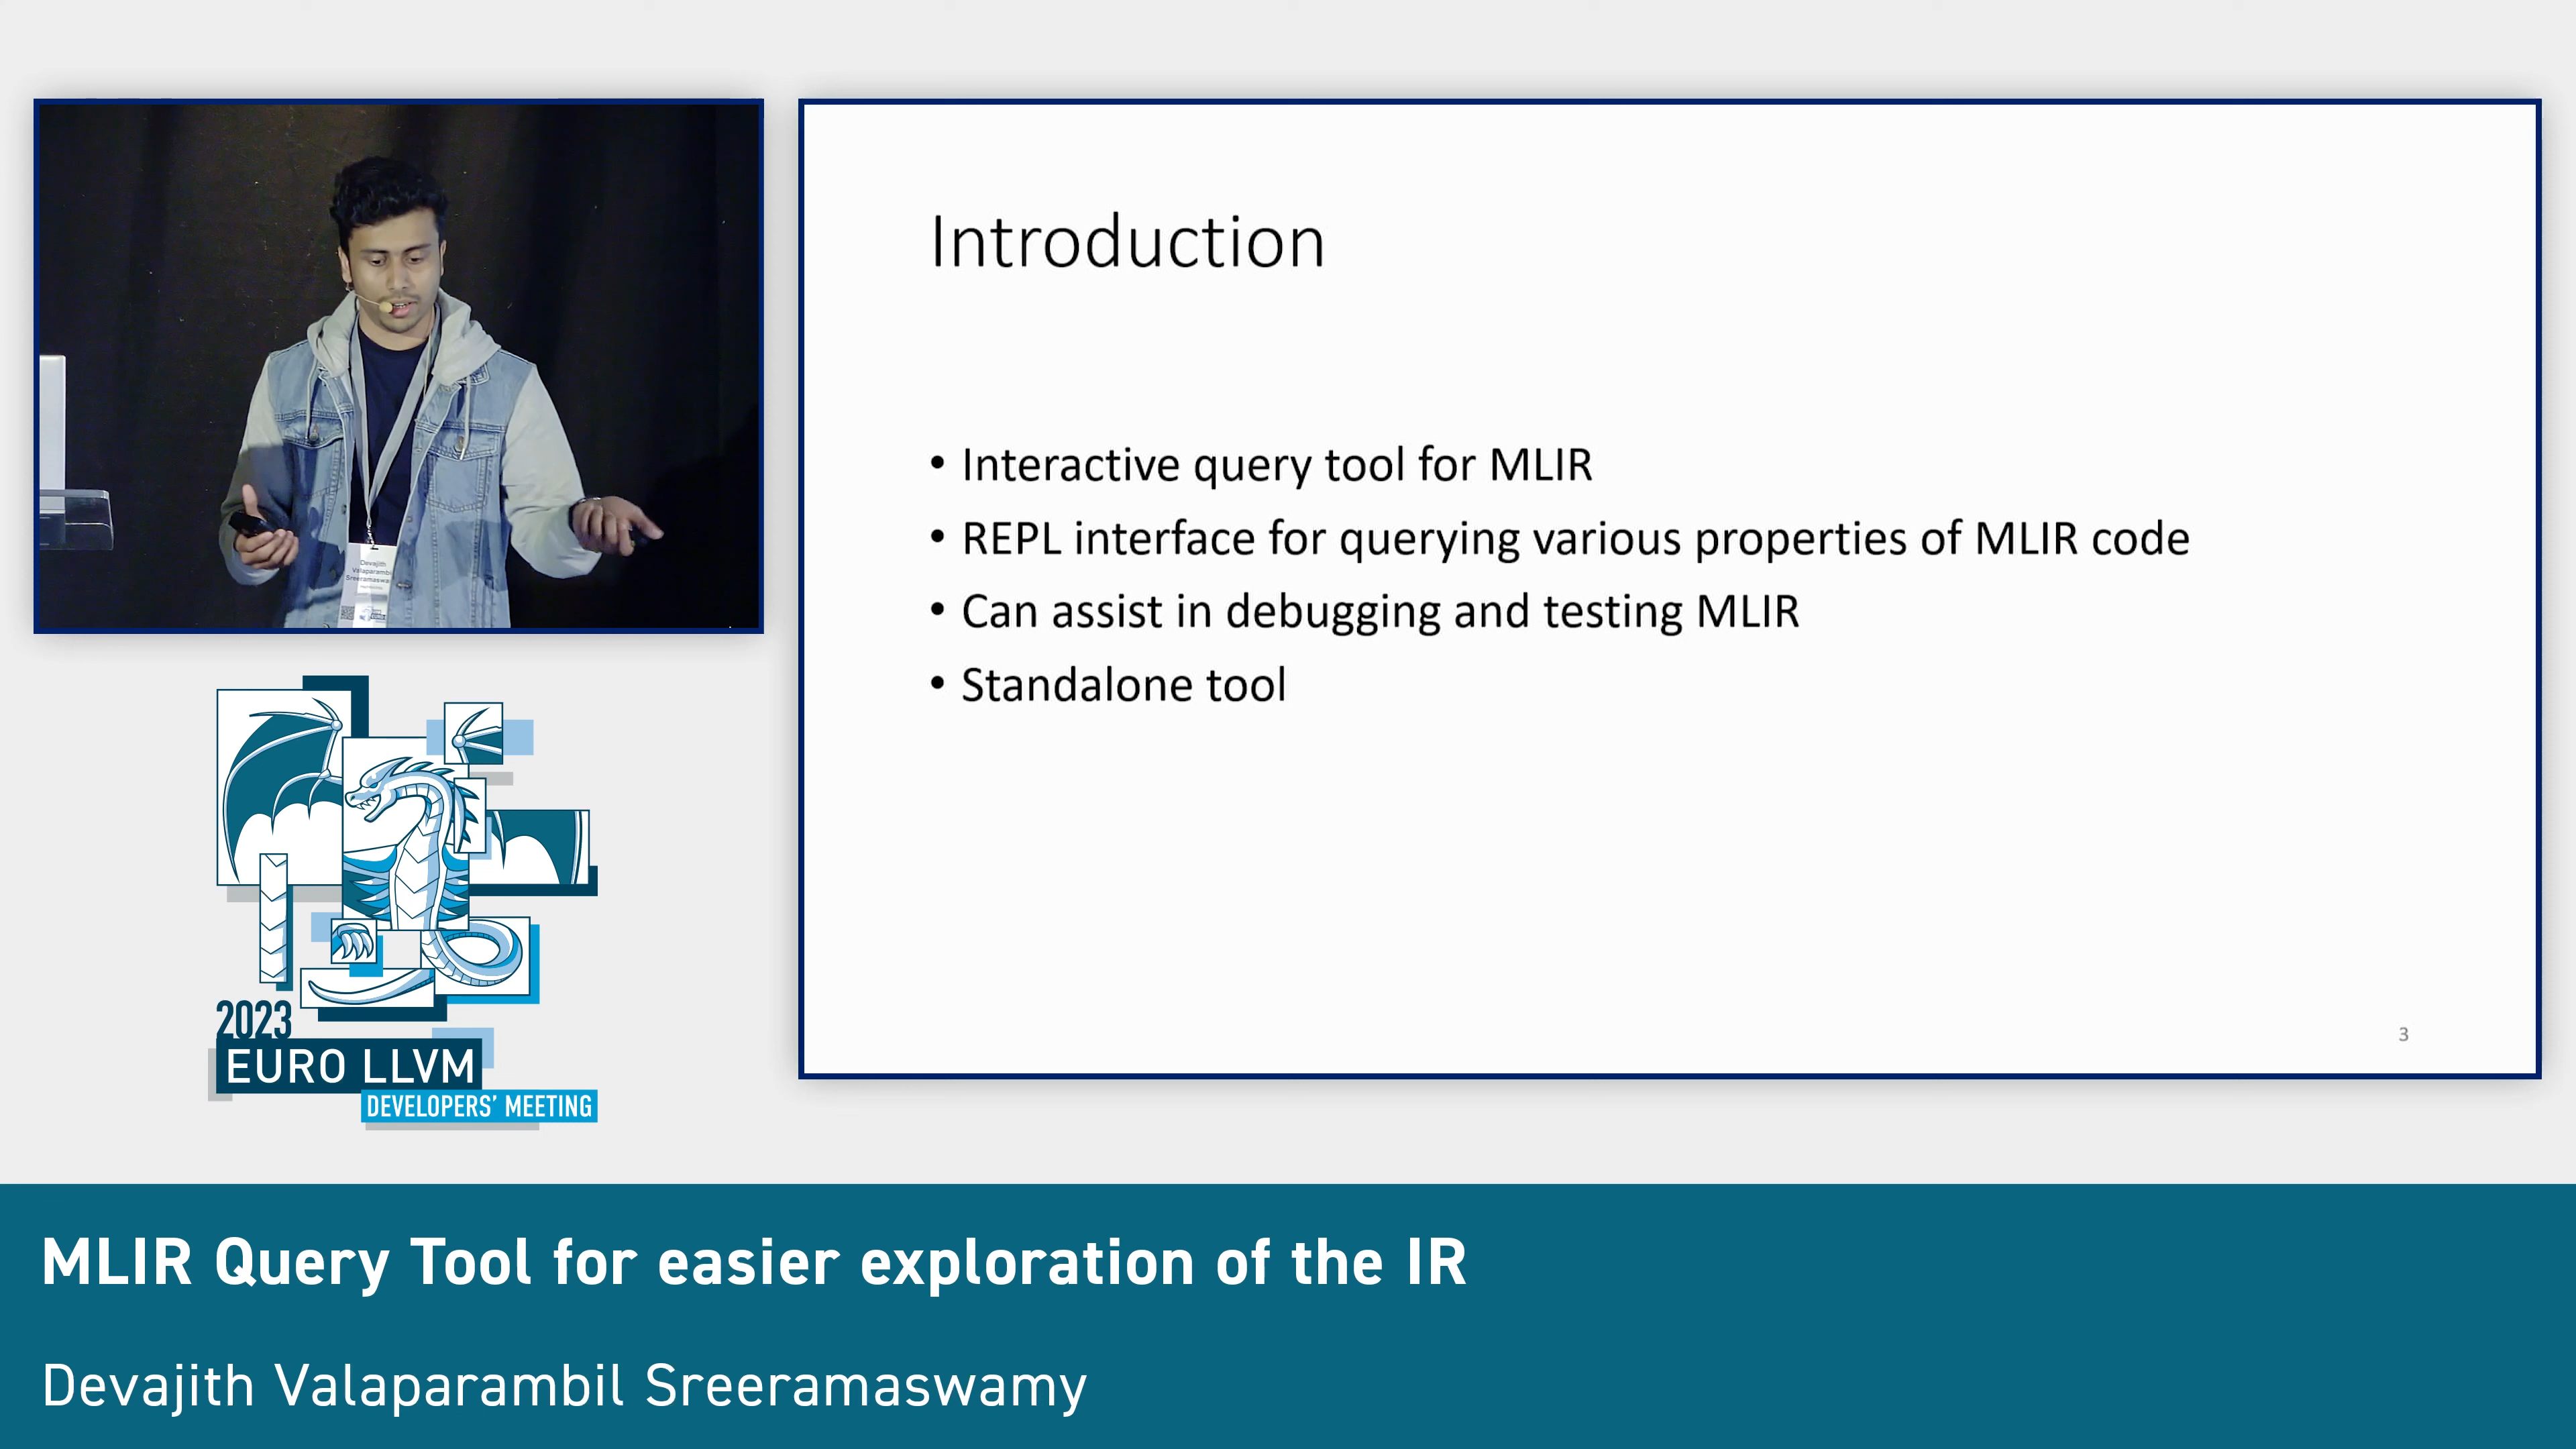 Devajith
Valaparambil
Introduction
• Interactive query tool for MLIR
• REPL interface for querying various properties of MLIR code
• Can assist in debugging and testing MLIR
• Standalone tool
3
2023
EURO LLVM
DEVELOPERS' MEETING
MLIR Query Tool for easier exploration of the IR
Devajith Valaparambil Sreeramaswamy